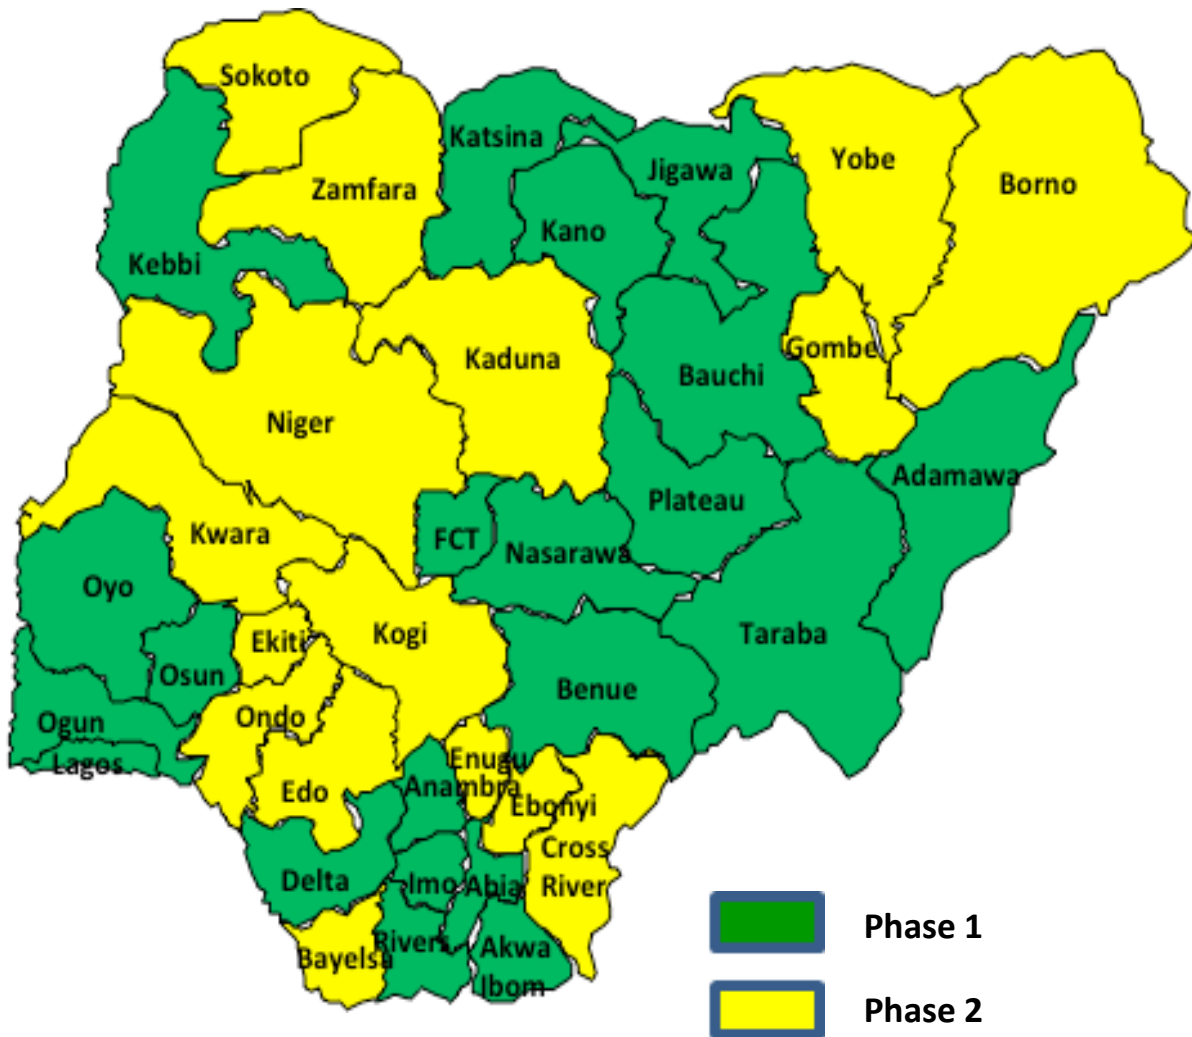 Sokoto
Katsina
Zamfara
Jigawa
Yobe
Borno
Kebbi
Kano
Gombe
Kaduna
Bauchi
Niger
Adamawa
Plateau
Kwara
FCT
Nasarawa
Oyo
Ekiti
Kogi
Taraba
Osun
Benue
Ogun
Ondo
Lagos
Enugu
Anambra
Edo
Ebonyi
Cross
River
Delta
Imo
Abia
Rivers
Bayelsa
Akwa
Ibom
Phase 1
Phase 2